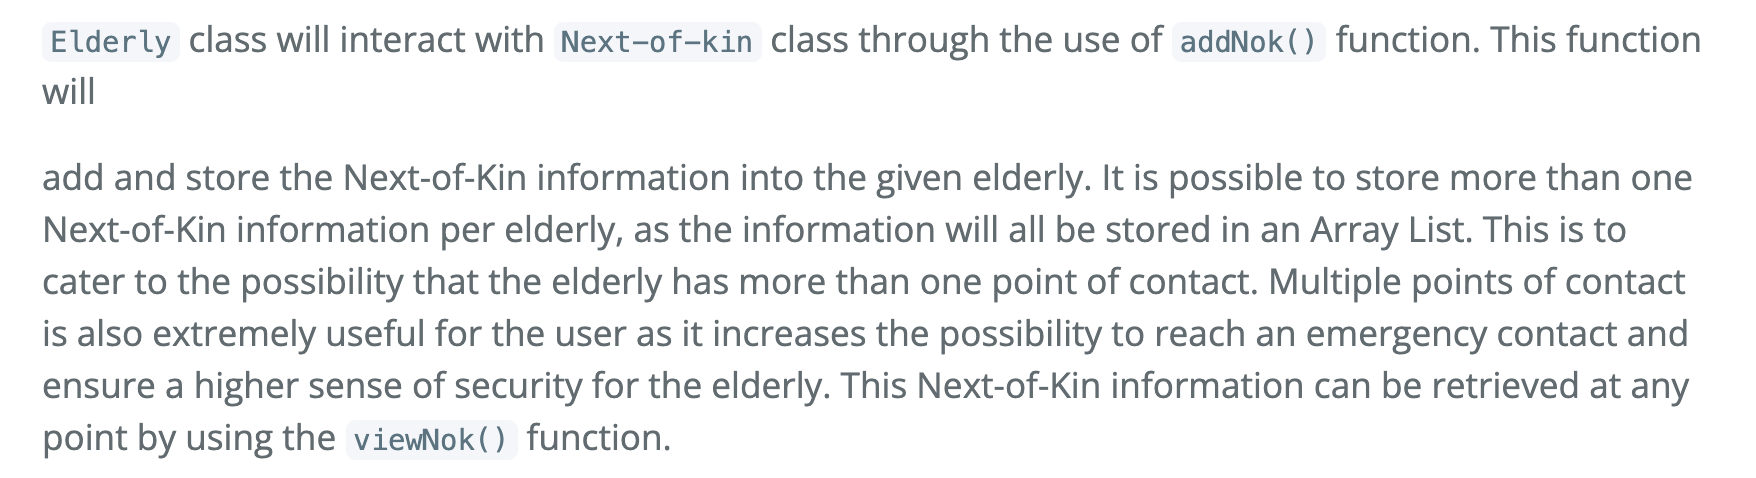 Elderly class will interact with Next-of-kin class through the use of addNok() function. This function
will
add and store the Next-of-Kin information into the given elderly. It is possible to store more than one
Next-of-Kin information per elderly, as the information will all be stored in an Array List. This is to
cater to the possibility that the elderly has more than one point of contact. Multiple points of contact
is also extremely useful for the user as it increases the possibility to reach an emergency contact and
ensure a higher sense of security for the elderly. This Next-of-Kin information can be retrieved at any
point by using the viewNok() function.